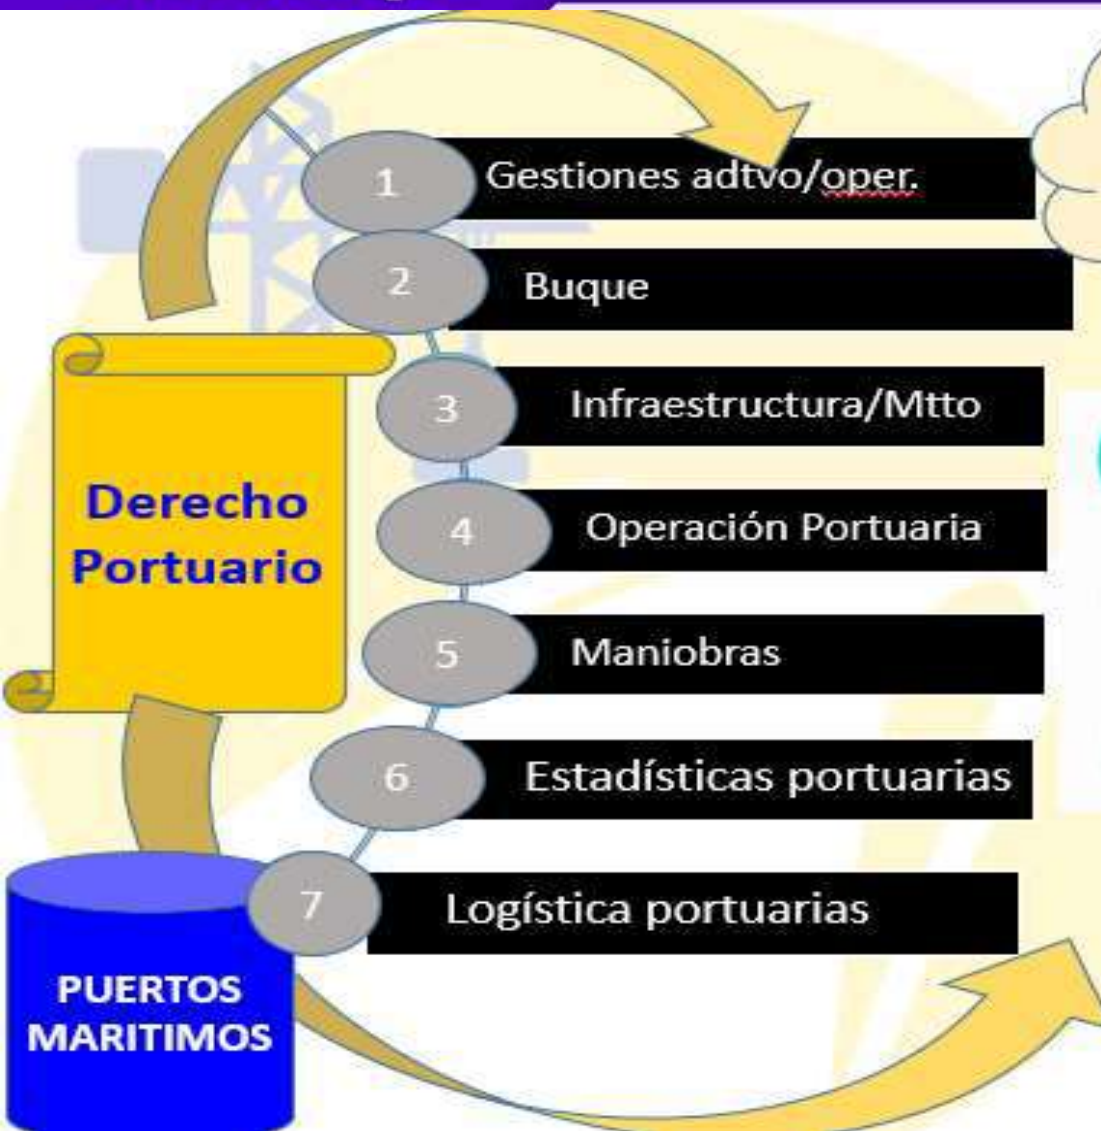 1
Gestiones adtvo/oper.
2
Buque
3
Infraestructura/Mtto
Derecho
Portuario
4
Operación Portuaria
5
Maniobras
6
Estadísticas portuarias
7
Logística portuarias
PUERTOS
MARITIMOS